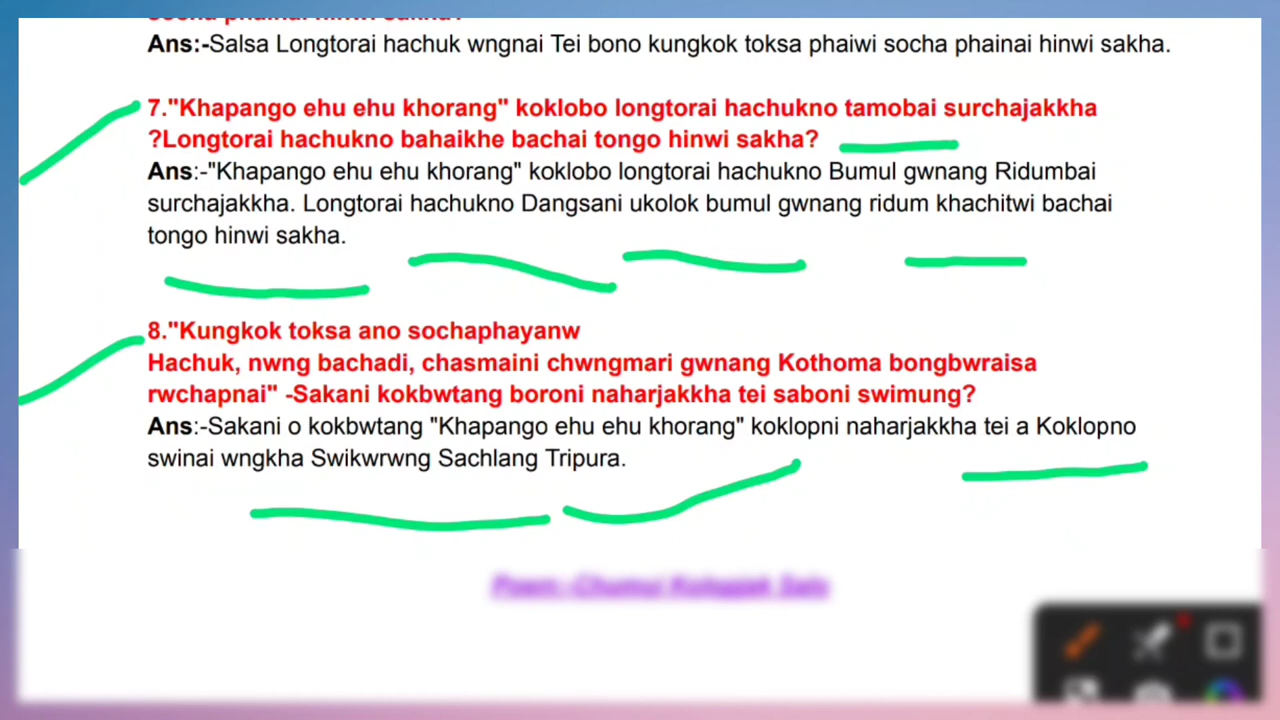 Ans:-Salsa Longtorai hachuk wngnai Tei bono kungkok toksa phaiwi socha phainai hinwi sakha.
7."Khapango ehu ehu khorang" koklobo longtorai hachukno tamobai surchajakkha
?Longtorai hachukno bahaikhe bachai tongo hinwi sakha?
Ans:-"Khapango ehu ehu khorang" koklobo longtorai hachukno Bumul gwnang Ridumbai
surchajakkha. Longtorai hachukno Dangsani ukolok bumul gwnang ridum khachitwi bachai
tongo hinwi sakha.
8."Kungkok toksa ano sochaphayanw
Hachuk, nwng bachadi, chasmaini chwngmari gwnang Kothoma bongbwraisa
rwchapnai" -Sakani kokbwtang boroni naharjakkha tei saboni swimung?
Ans:-Sakani o kokbwtang "Khapango ehu ehu khorang" koklopni naharjakkha tei a Koklopno
swinai wngkha Swikwrwng Sachlang Tripura.